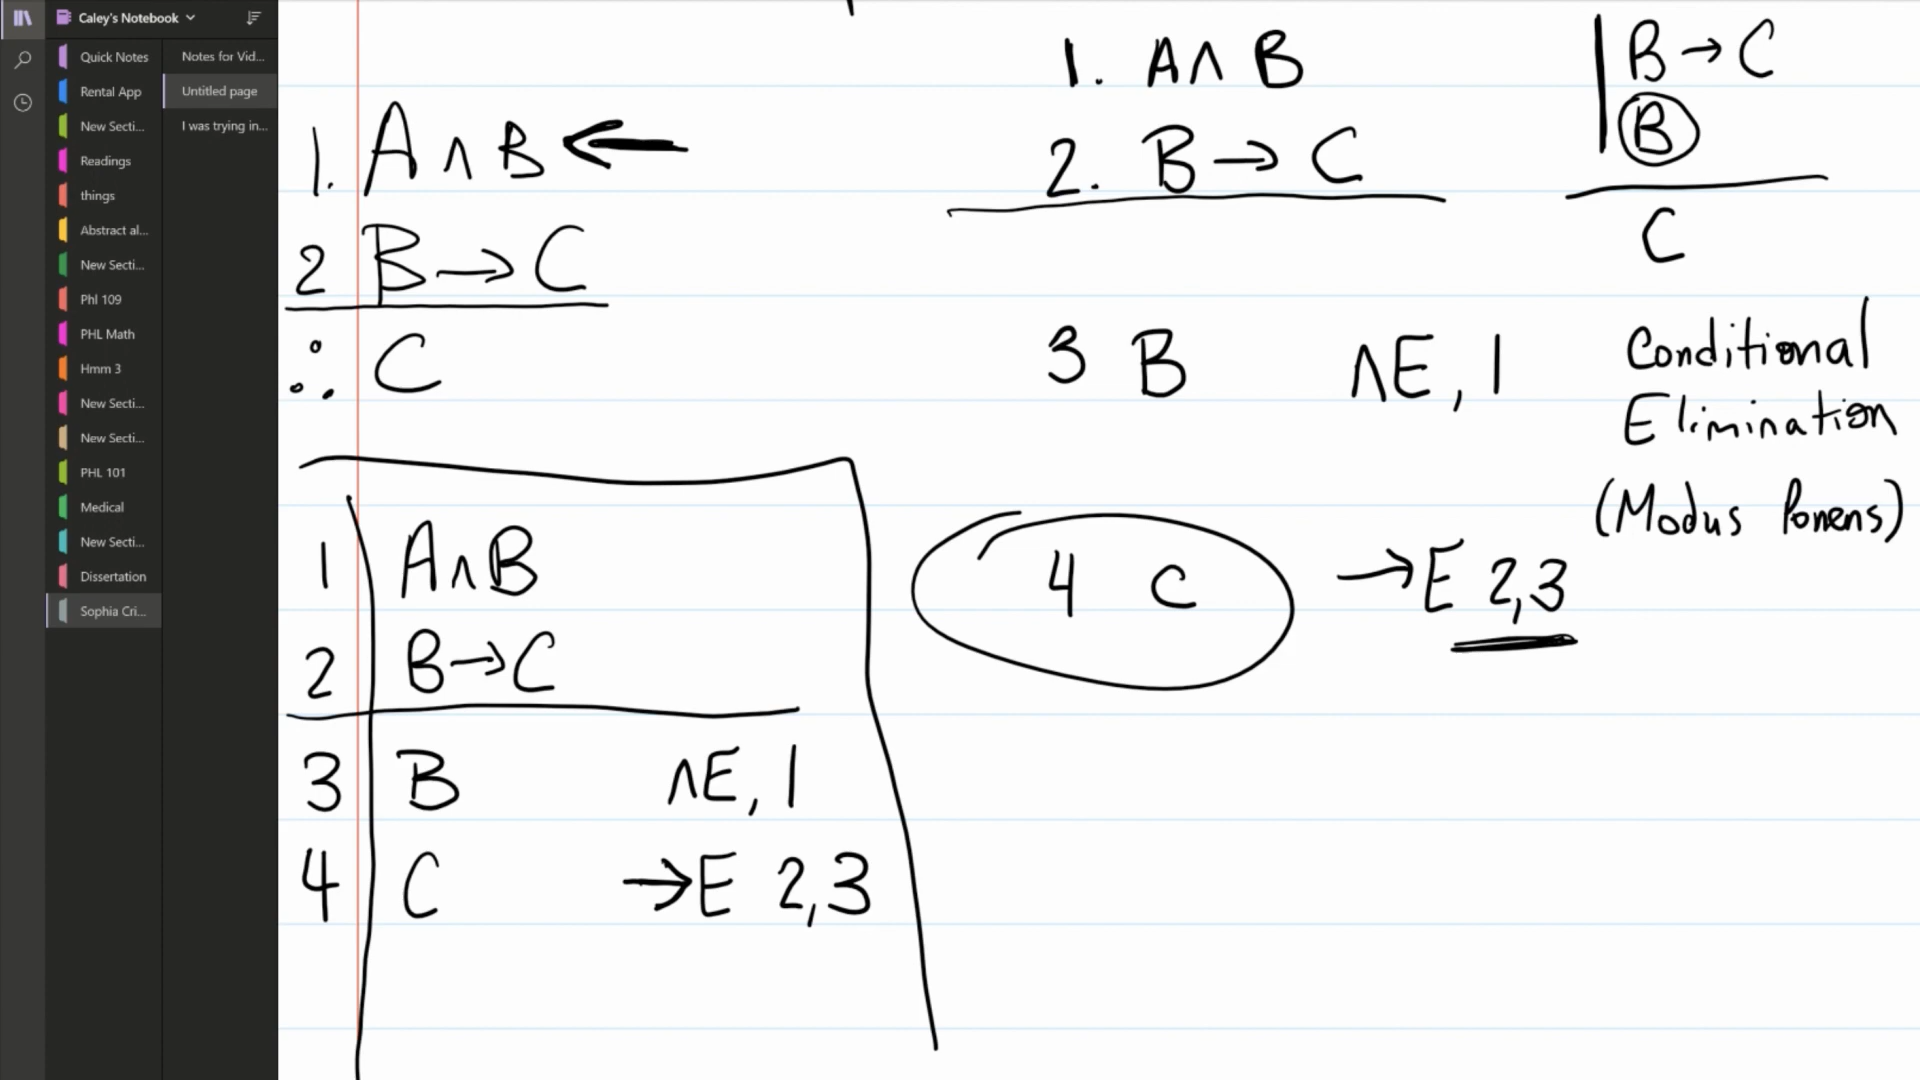 Caley's Notebook
Quick Notes
Rental App
New Secti...
Readings
things
Abstract al...
New Secti...
Phl 109
PHL Math
Hmm 3
New Secti...
New Secti...
PHL 101
Medical
New Secti...
Dissertation
Sophia Cri...
Notes for Vid...
Untitled page
I was trying in...
1. A ∧ B ←
2 B → C
∴ C
1 A∧B
2 B→C
3 B ∧E, 1
4 C →E 2,3
1. A∧ B
2. B → C
3 B ∧E, 1
4 C →E 2,3
B → C
B
C
Conditional
Elimination
(Modus Ponens)